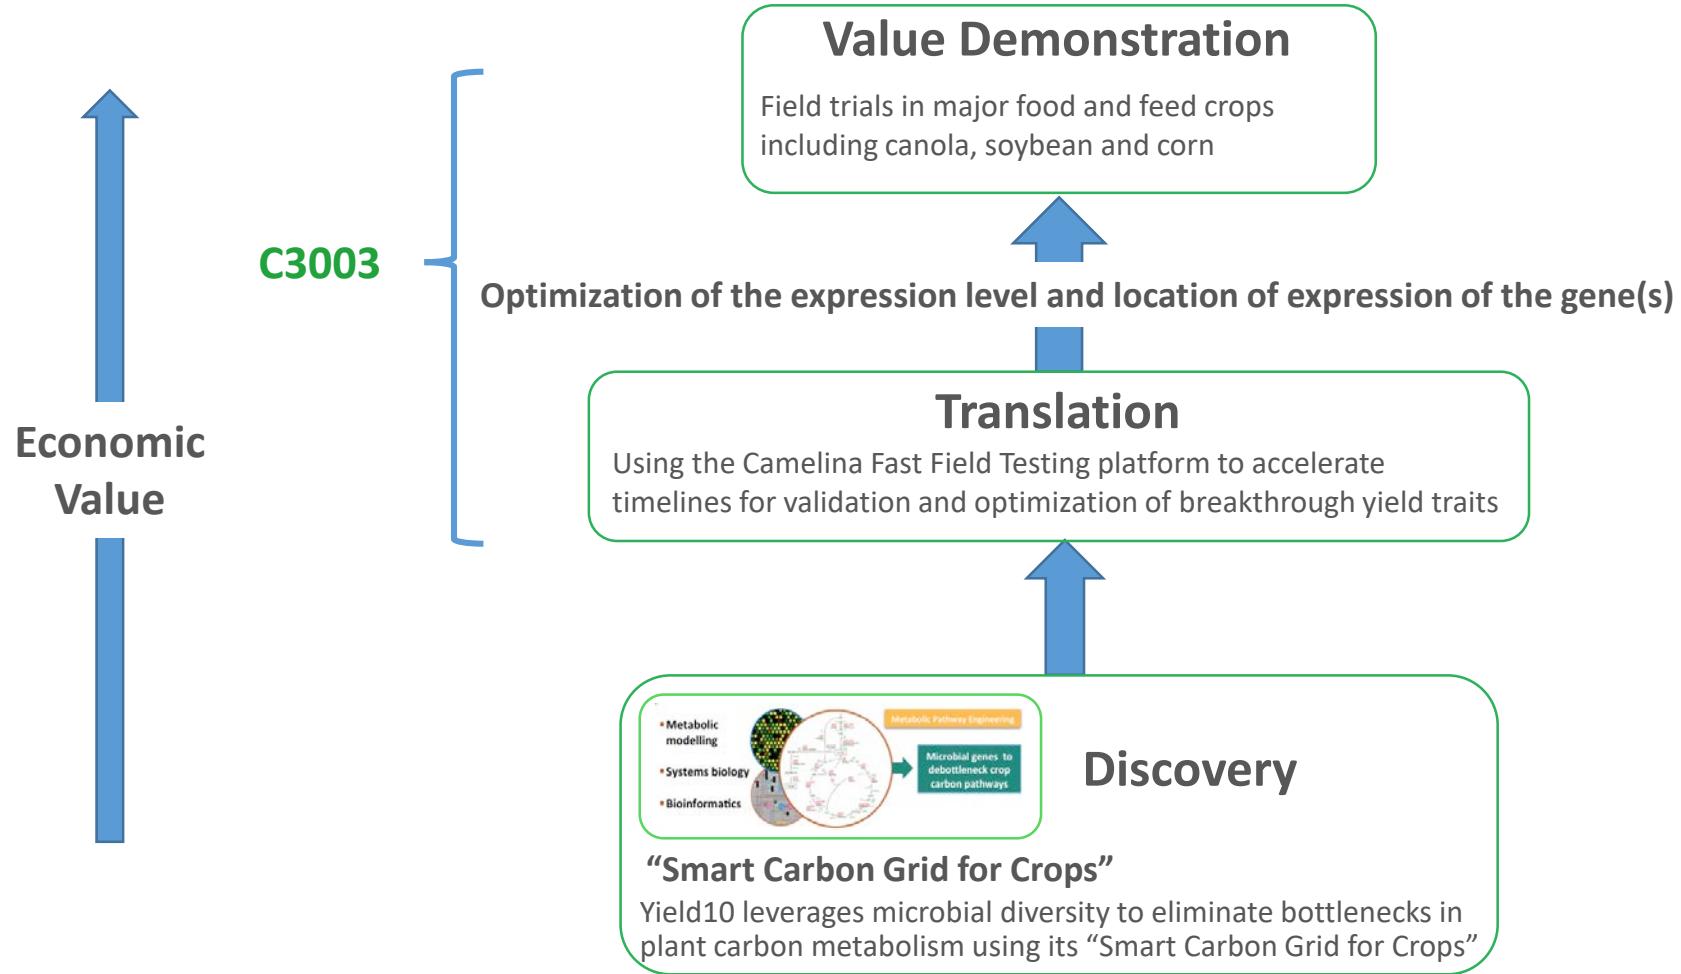 Value Demonstration
Field trials in major food and feed crops
including canola, soybean and corn
C3003
Optimization of the expression level and location of expression of the gene(s)
Translation
Using the Camelina Fast Field Testing platform to accelerate
timelines for validation and optimization of breakthrough yield traits
Economic
Value
Metabolic
modelling
Systems biology
Bioinformatics
Metabolic Pathway Engineering
Microbial genes to
debottleneck crop
carbon pathways
Discovery
“Smart Carbon Grid for Crops”
Yield10 leverages microbial diversity to eliminate bottlenecks in
plant carbon metabolism using its “Smart Carbon Grid for Crops”